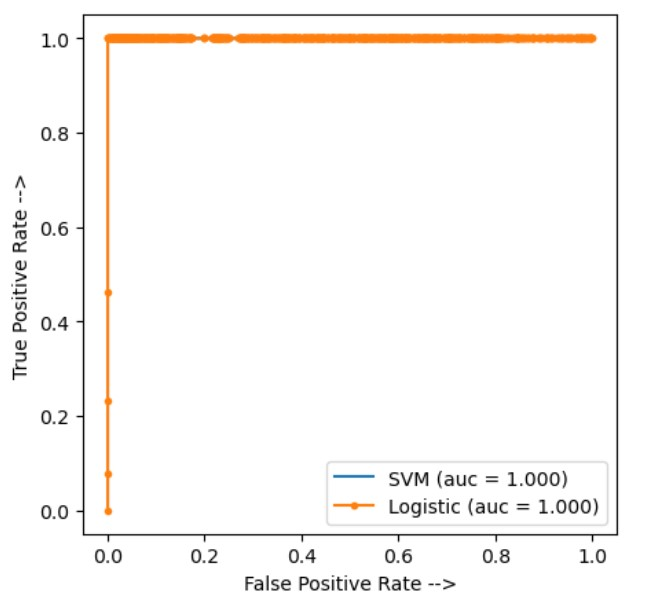 1.0
0.8
0.6
0.4
0.2
0.0
True Positive Rate -->
SVM (auc = 1.000)
Logistic (auc = 1.000)
0.0 0.2 0.4 0.6 0.8 1.0
False Positive Rate -->